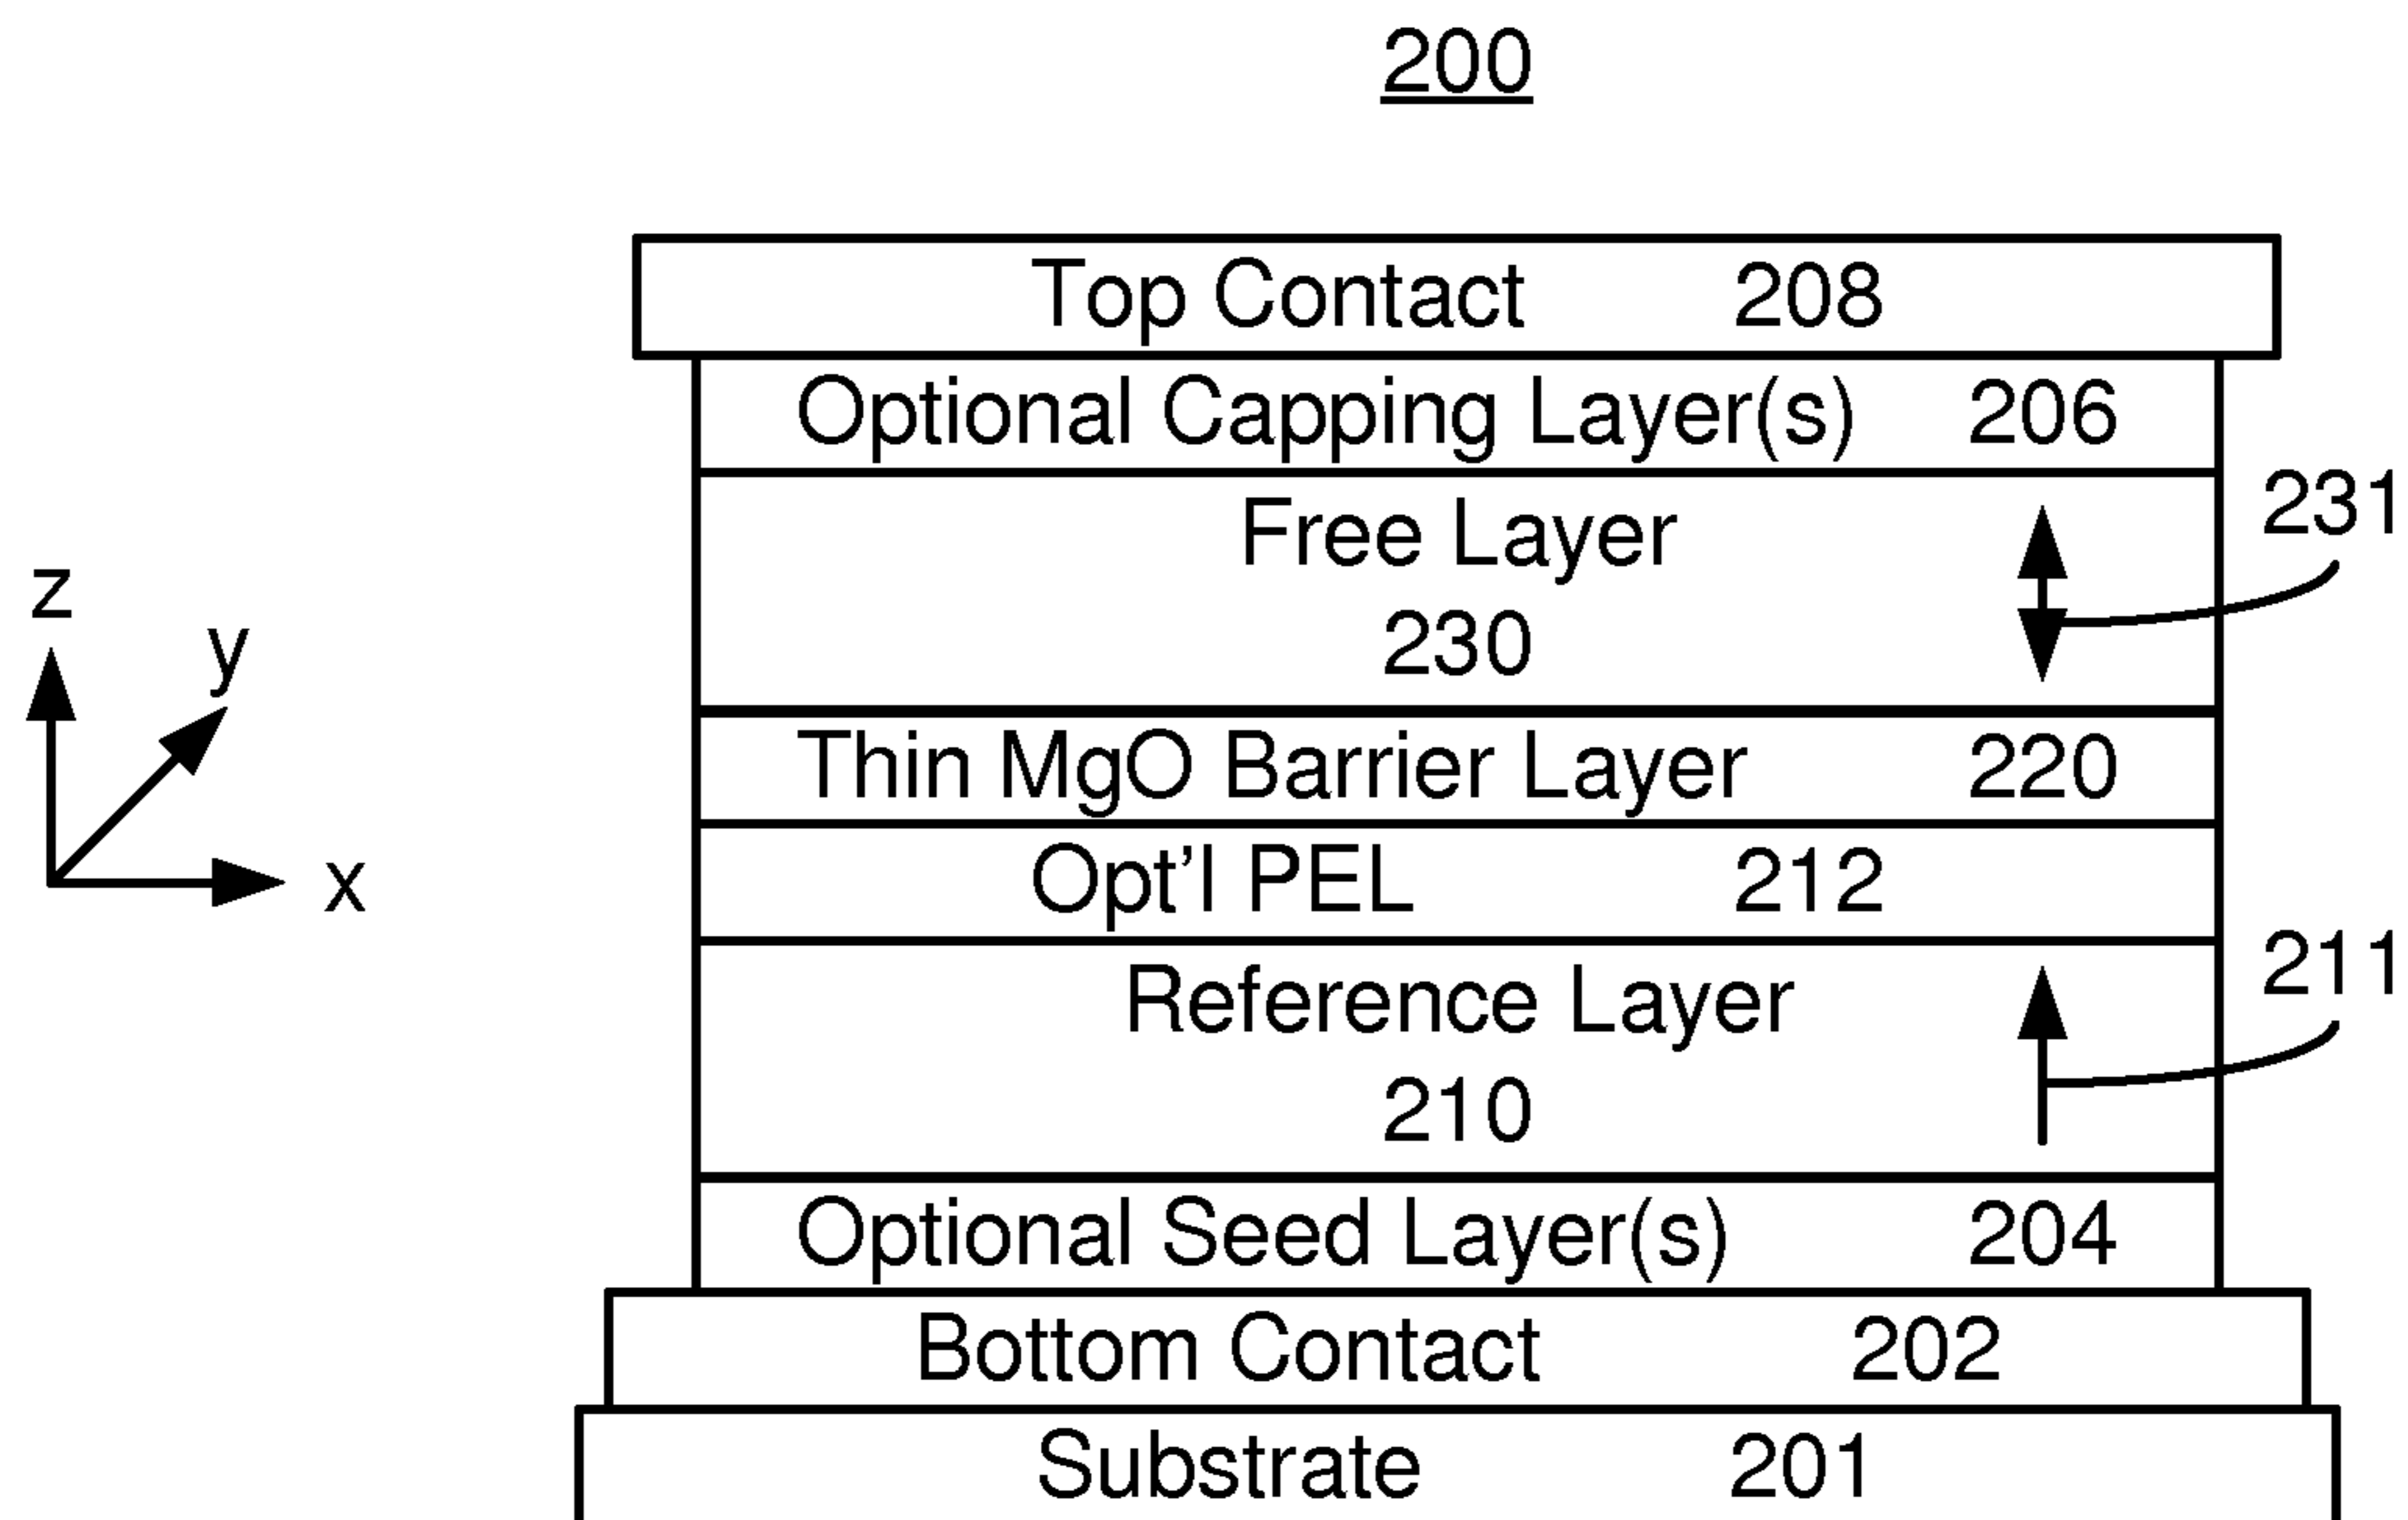 200
Top Contact 208
Optional Capping Layer(s) 206
231
Free Layer
230
z
y
Thin MgO Barrier Layer 220
Opt'l PEL 212
x
211
Reference Layer
210
Optional Seed Layer(s) 204
Bottom Contact 202
Substrate 201